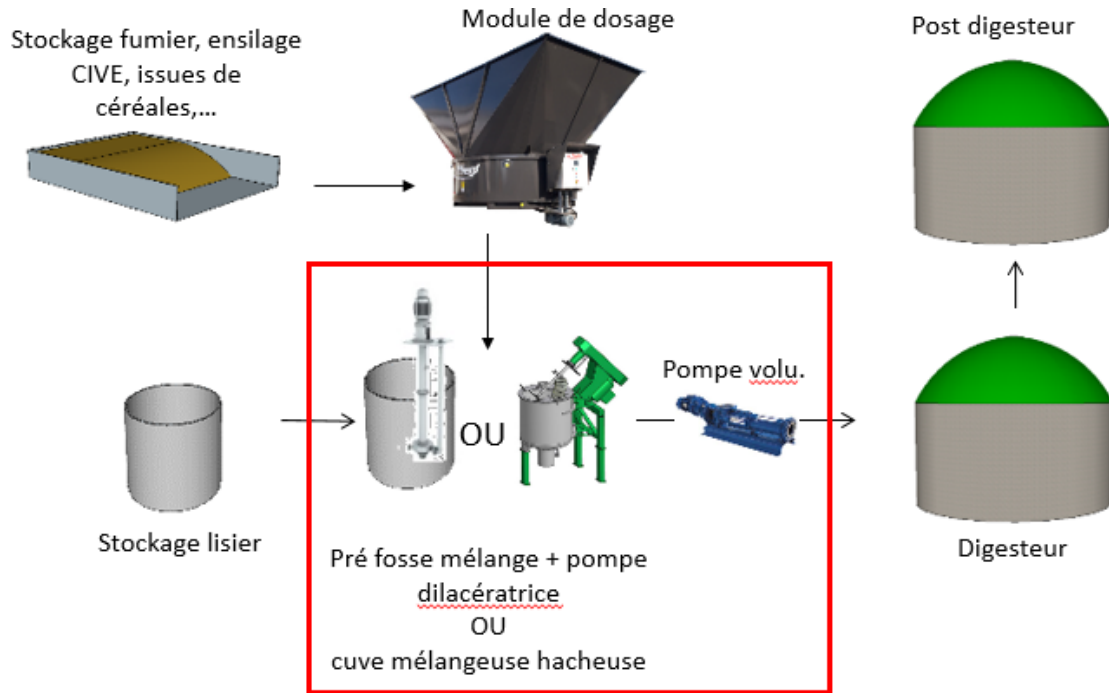 Stockage fumier, ensilage
CIVE, issues de
céréales,...
Module de dosage
Post digesteur
OU
Pompe volu.
Stockage lisier
Digesteur
Pré fosse mélange + pompe
dilacératrice
OU
cuve mélangeuse hacheuse